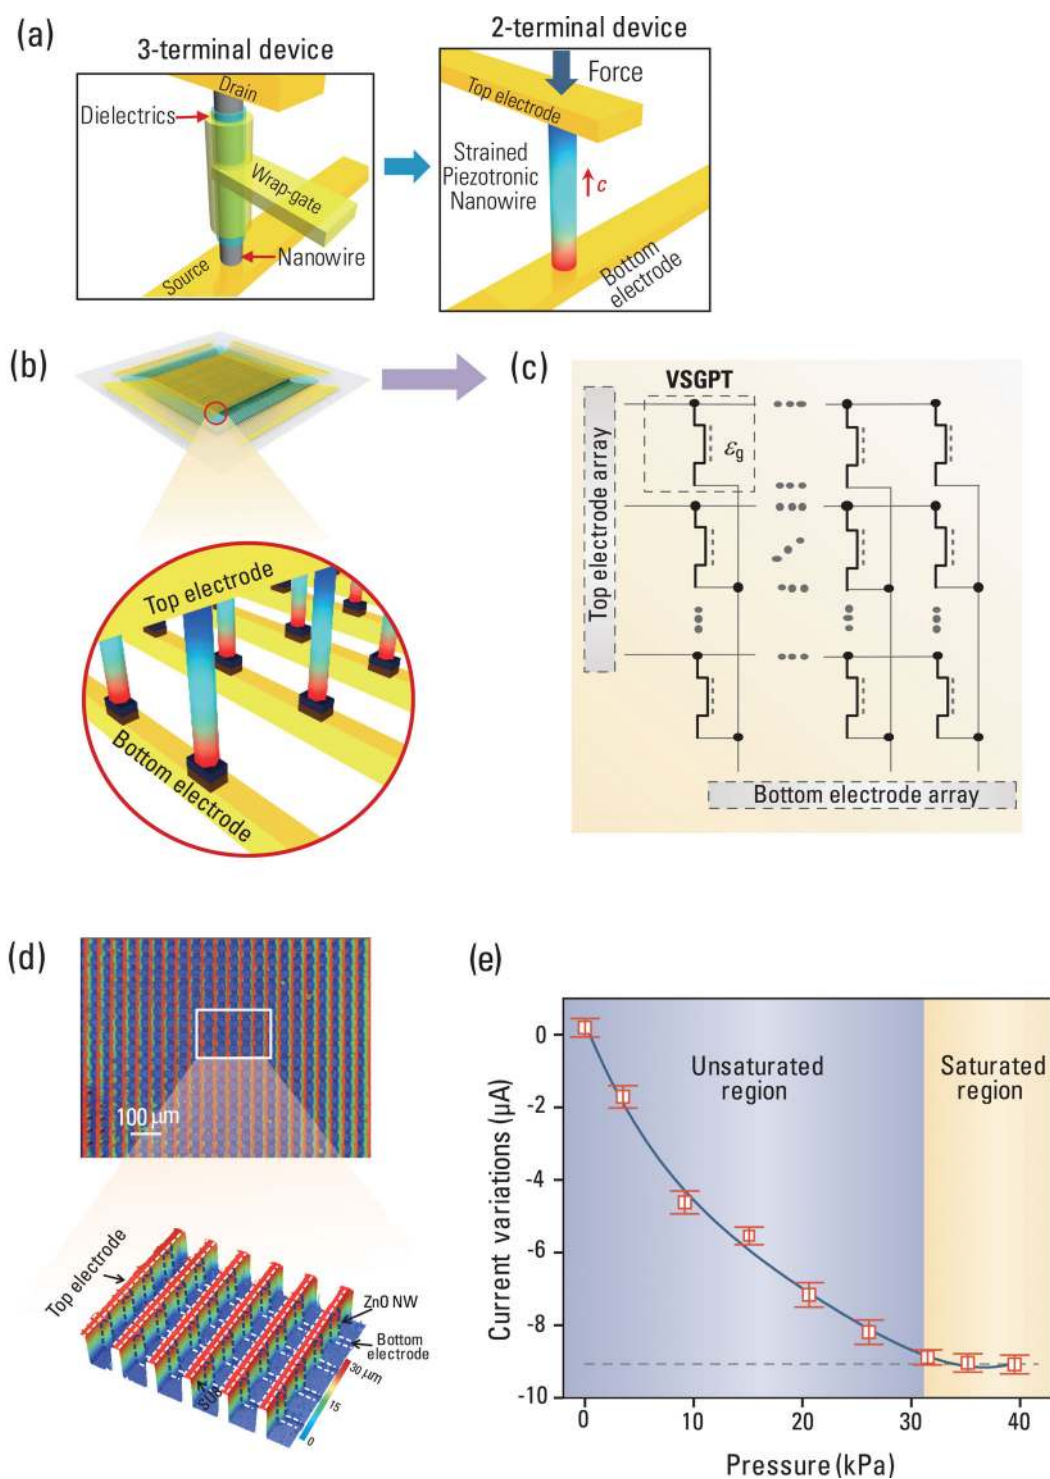 (a)
3-terminal device
2-terminal device
Drain
Dielectrics
Wrap-gate
Source
Nanowire
Force
Top electrode
Strained
Piezotronic
Nanowire
c
Bottom
electrode
(b)
Top electrode
Bottom electrode
(c)
VSGPT
εg
Top electrode array
Bottom electrode array
(d)
100 μm
Top electrode
ZnO NW
Bottom
electrode
SU8
30 μm
15
0
(e)
Unsaturated
region
Saturated
region
Current variations (μA)
0
-2
-4
-6
-8
-10
0
10
20
30
40
Pressure (kPa)